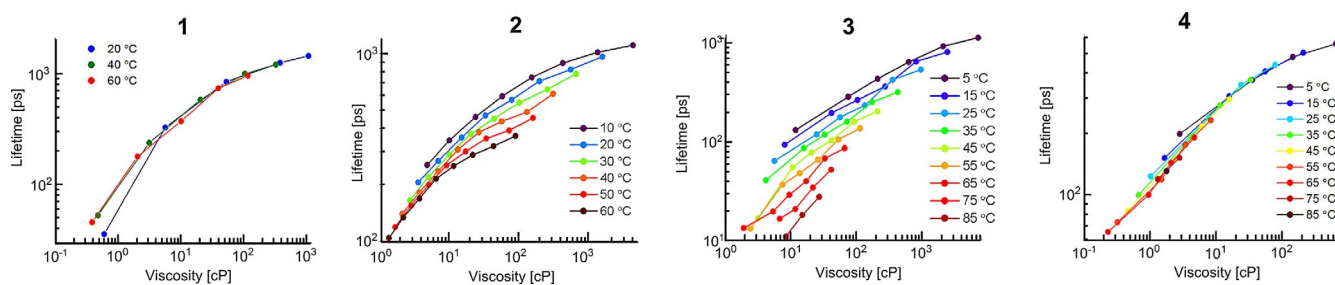 1
20 °C
40 °C
60 °C
Lifetime [ps]
10³
10²
10⁻¹ 10⁰ 10¹ 10² 10³
Viscosity [cP]
2
Lifetime [ps]
10³
10²
10 °C
20 °C
30 °C
40 °C
50 °C
60 °C
10⁰ 10¹ 10² 10³
Viscosity [cP]
3
Lifetime [ps]
10³
10²
10¹
5 °C
15 °C
25 °C
35 °C
45 °C
55 °C
65 °C
75 °C
85 °C
10⁰ 10¹ 10² 10³
Viscosity [cP]
4
Lifetime [ps]
10²
5 °C
15 °C
25 °C
35 °C
45 °C
55 °C
65 °C
75 °C
85 °C
10⁻¹ 10⁰ 10¹ 10²
Viscosity [cP]